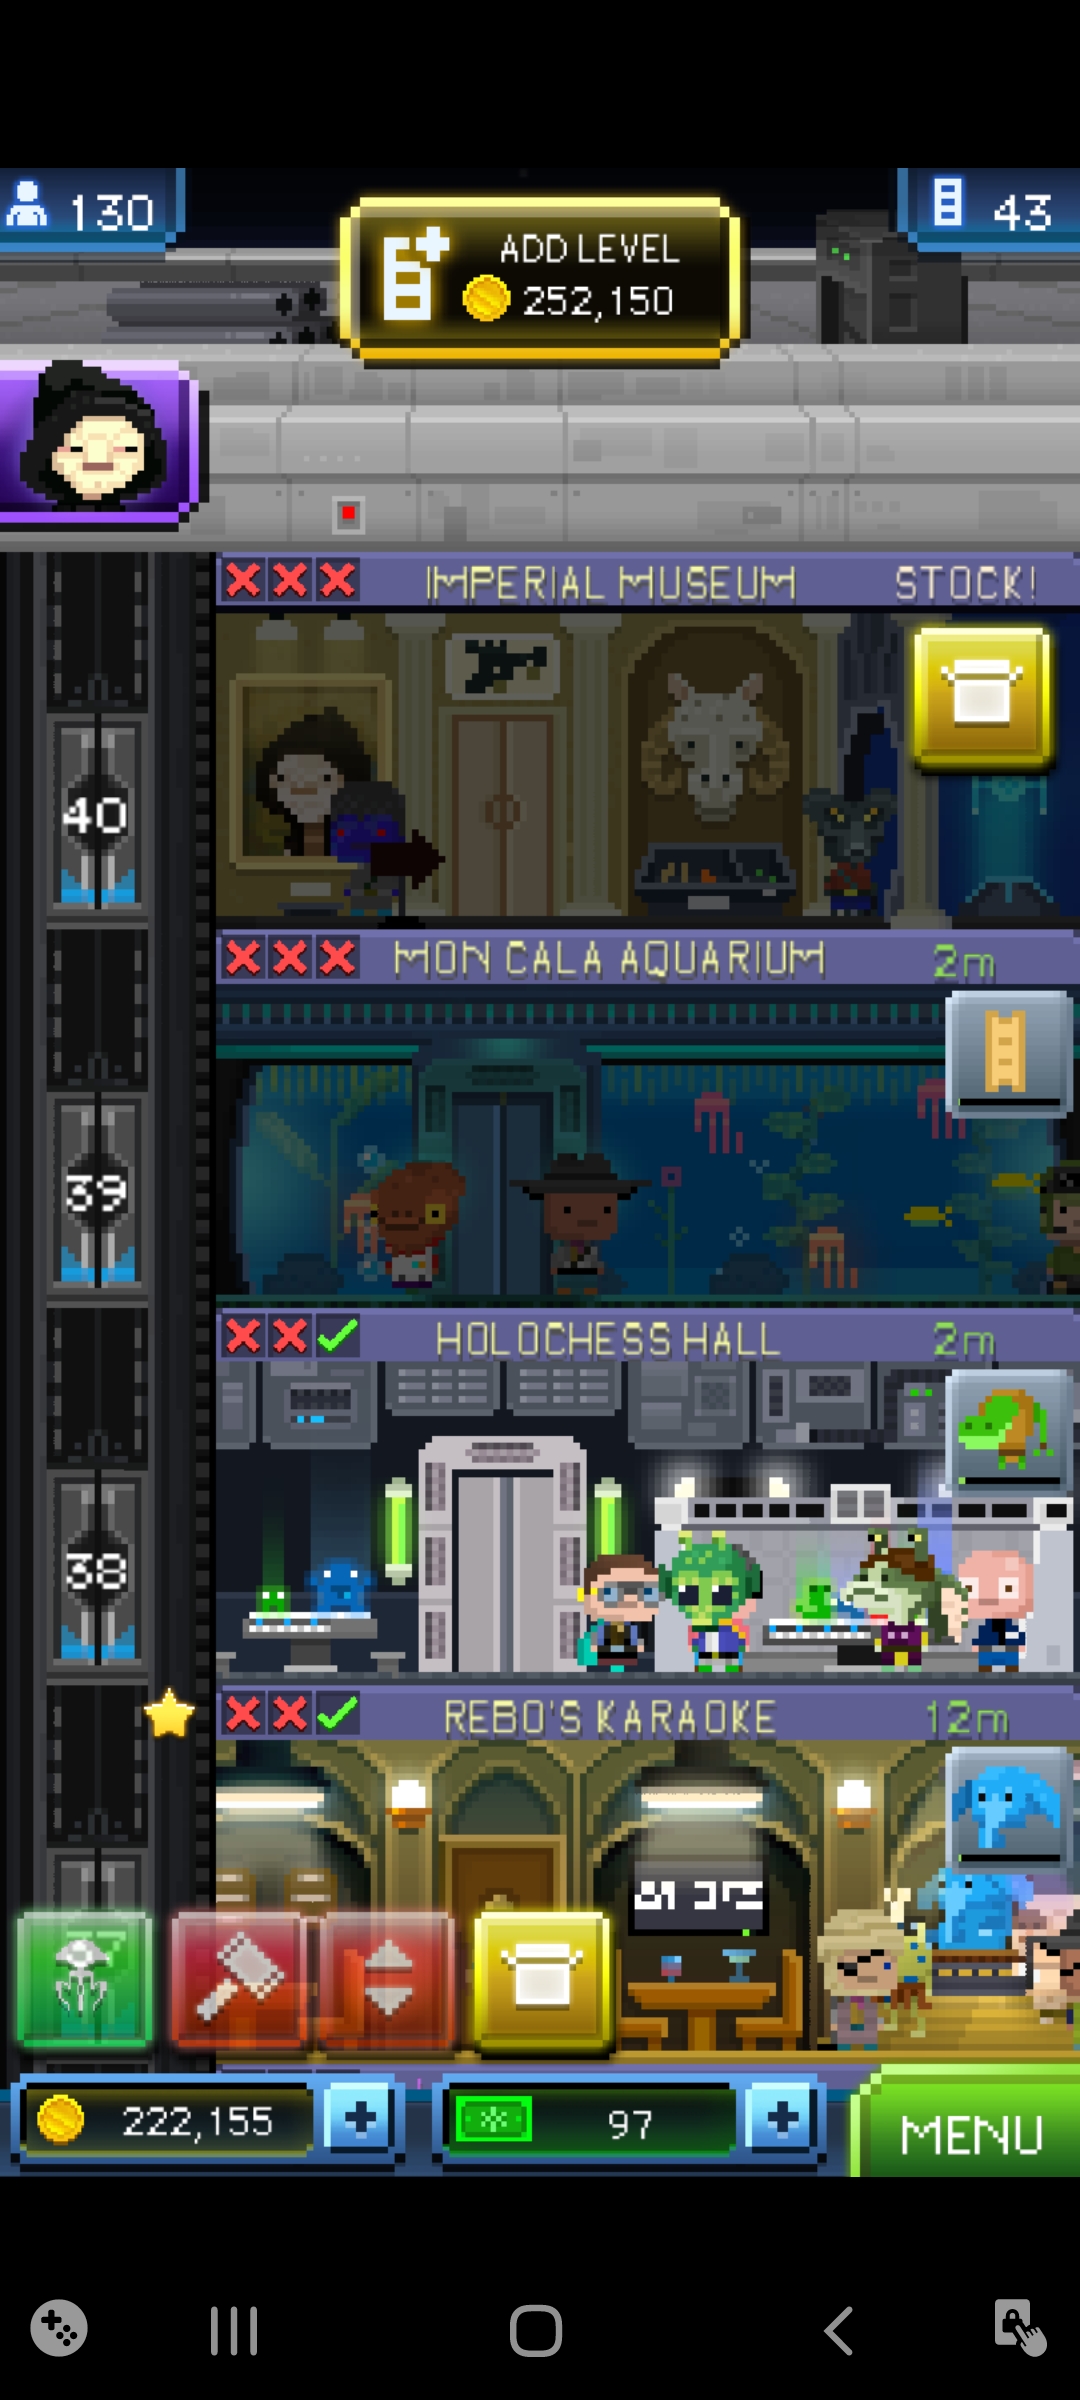 130
ADD LEVEL
252,150
43
IMPERIAL MUSEUM STOCK!
40
MON CALA AQUARIUM 2m
39
HOLOCHESS HALL 2m
38
REBO'S KARAOKE 12m
37
222,155
97
MENU